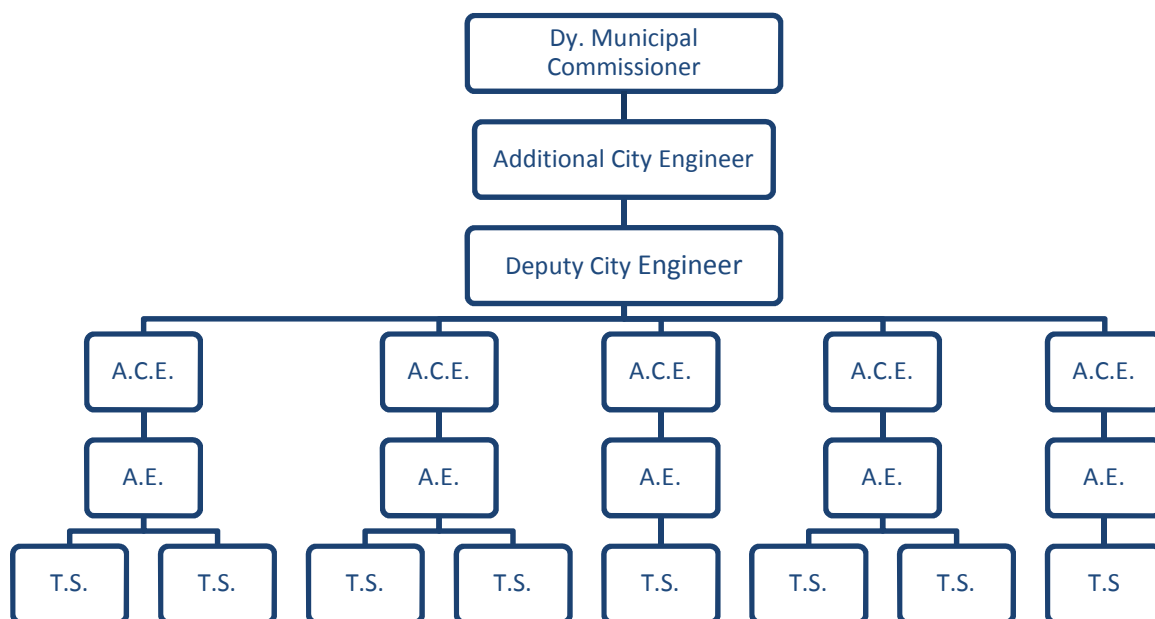 Dy. Municipal
Commissioner
Additional City Engineer
Deputy City Engineer
A.C.E.
A.C.E.
A.C.E.
A.C.E.
A.C.E.
A.E.
A.E.
A.E.
A.E.
A.E.
T.S.
T.S.
T.S.
T.S.
T.S.
T.S.
T.S.
T.S